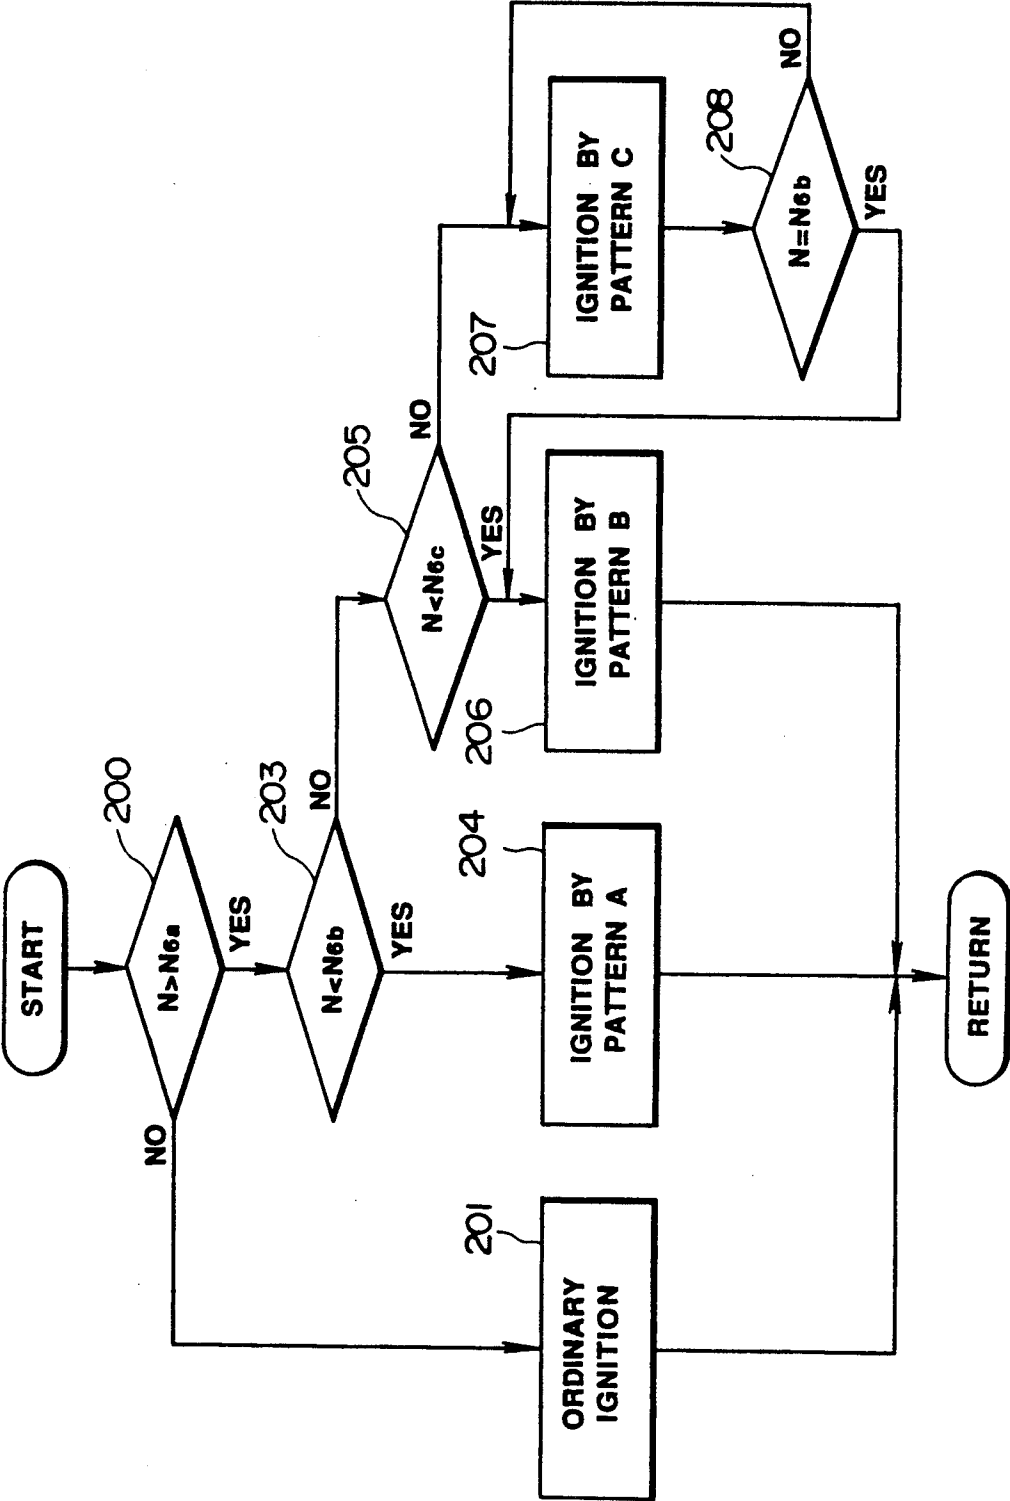 START
200
N>N6a
NO
YES
203
N<N6b
NO
YES
205
N<N6c
NO
YES
201
ORDINARY
IGNITION
204
IGNITION BY
PATTERN A
206
IGNITION BY
PATTERN B
207
IGNITION BY
PATTERN C
208
N=N6b
NO
YES
RETURN